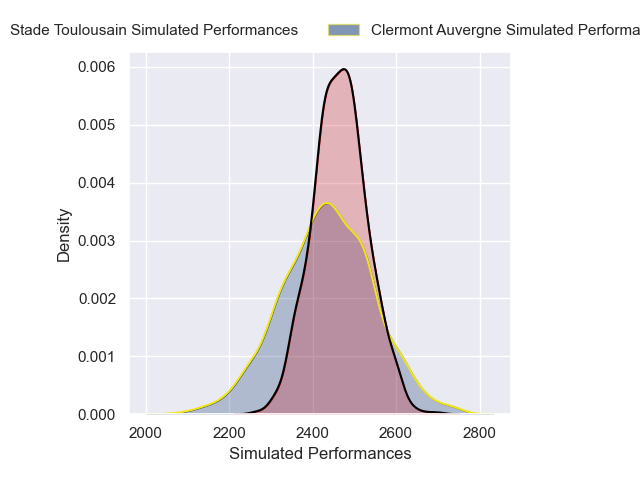 Stade Toulousain Simulated Performances
Clermont Auvergne Simulated Performa
0.006
0.005
0.004
0.003
0.002
0.001
0.000
Density
2000 2200 2400 2600 2800
Simulated Performances